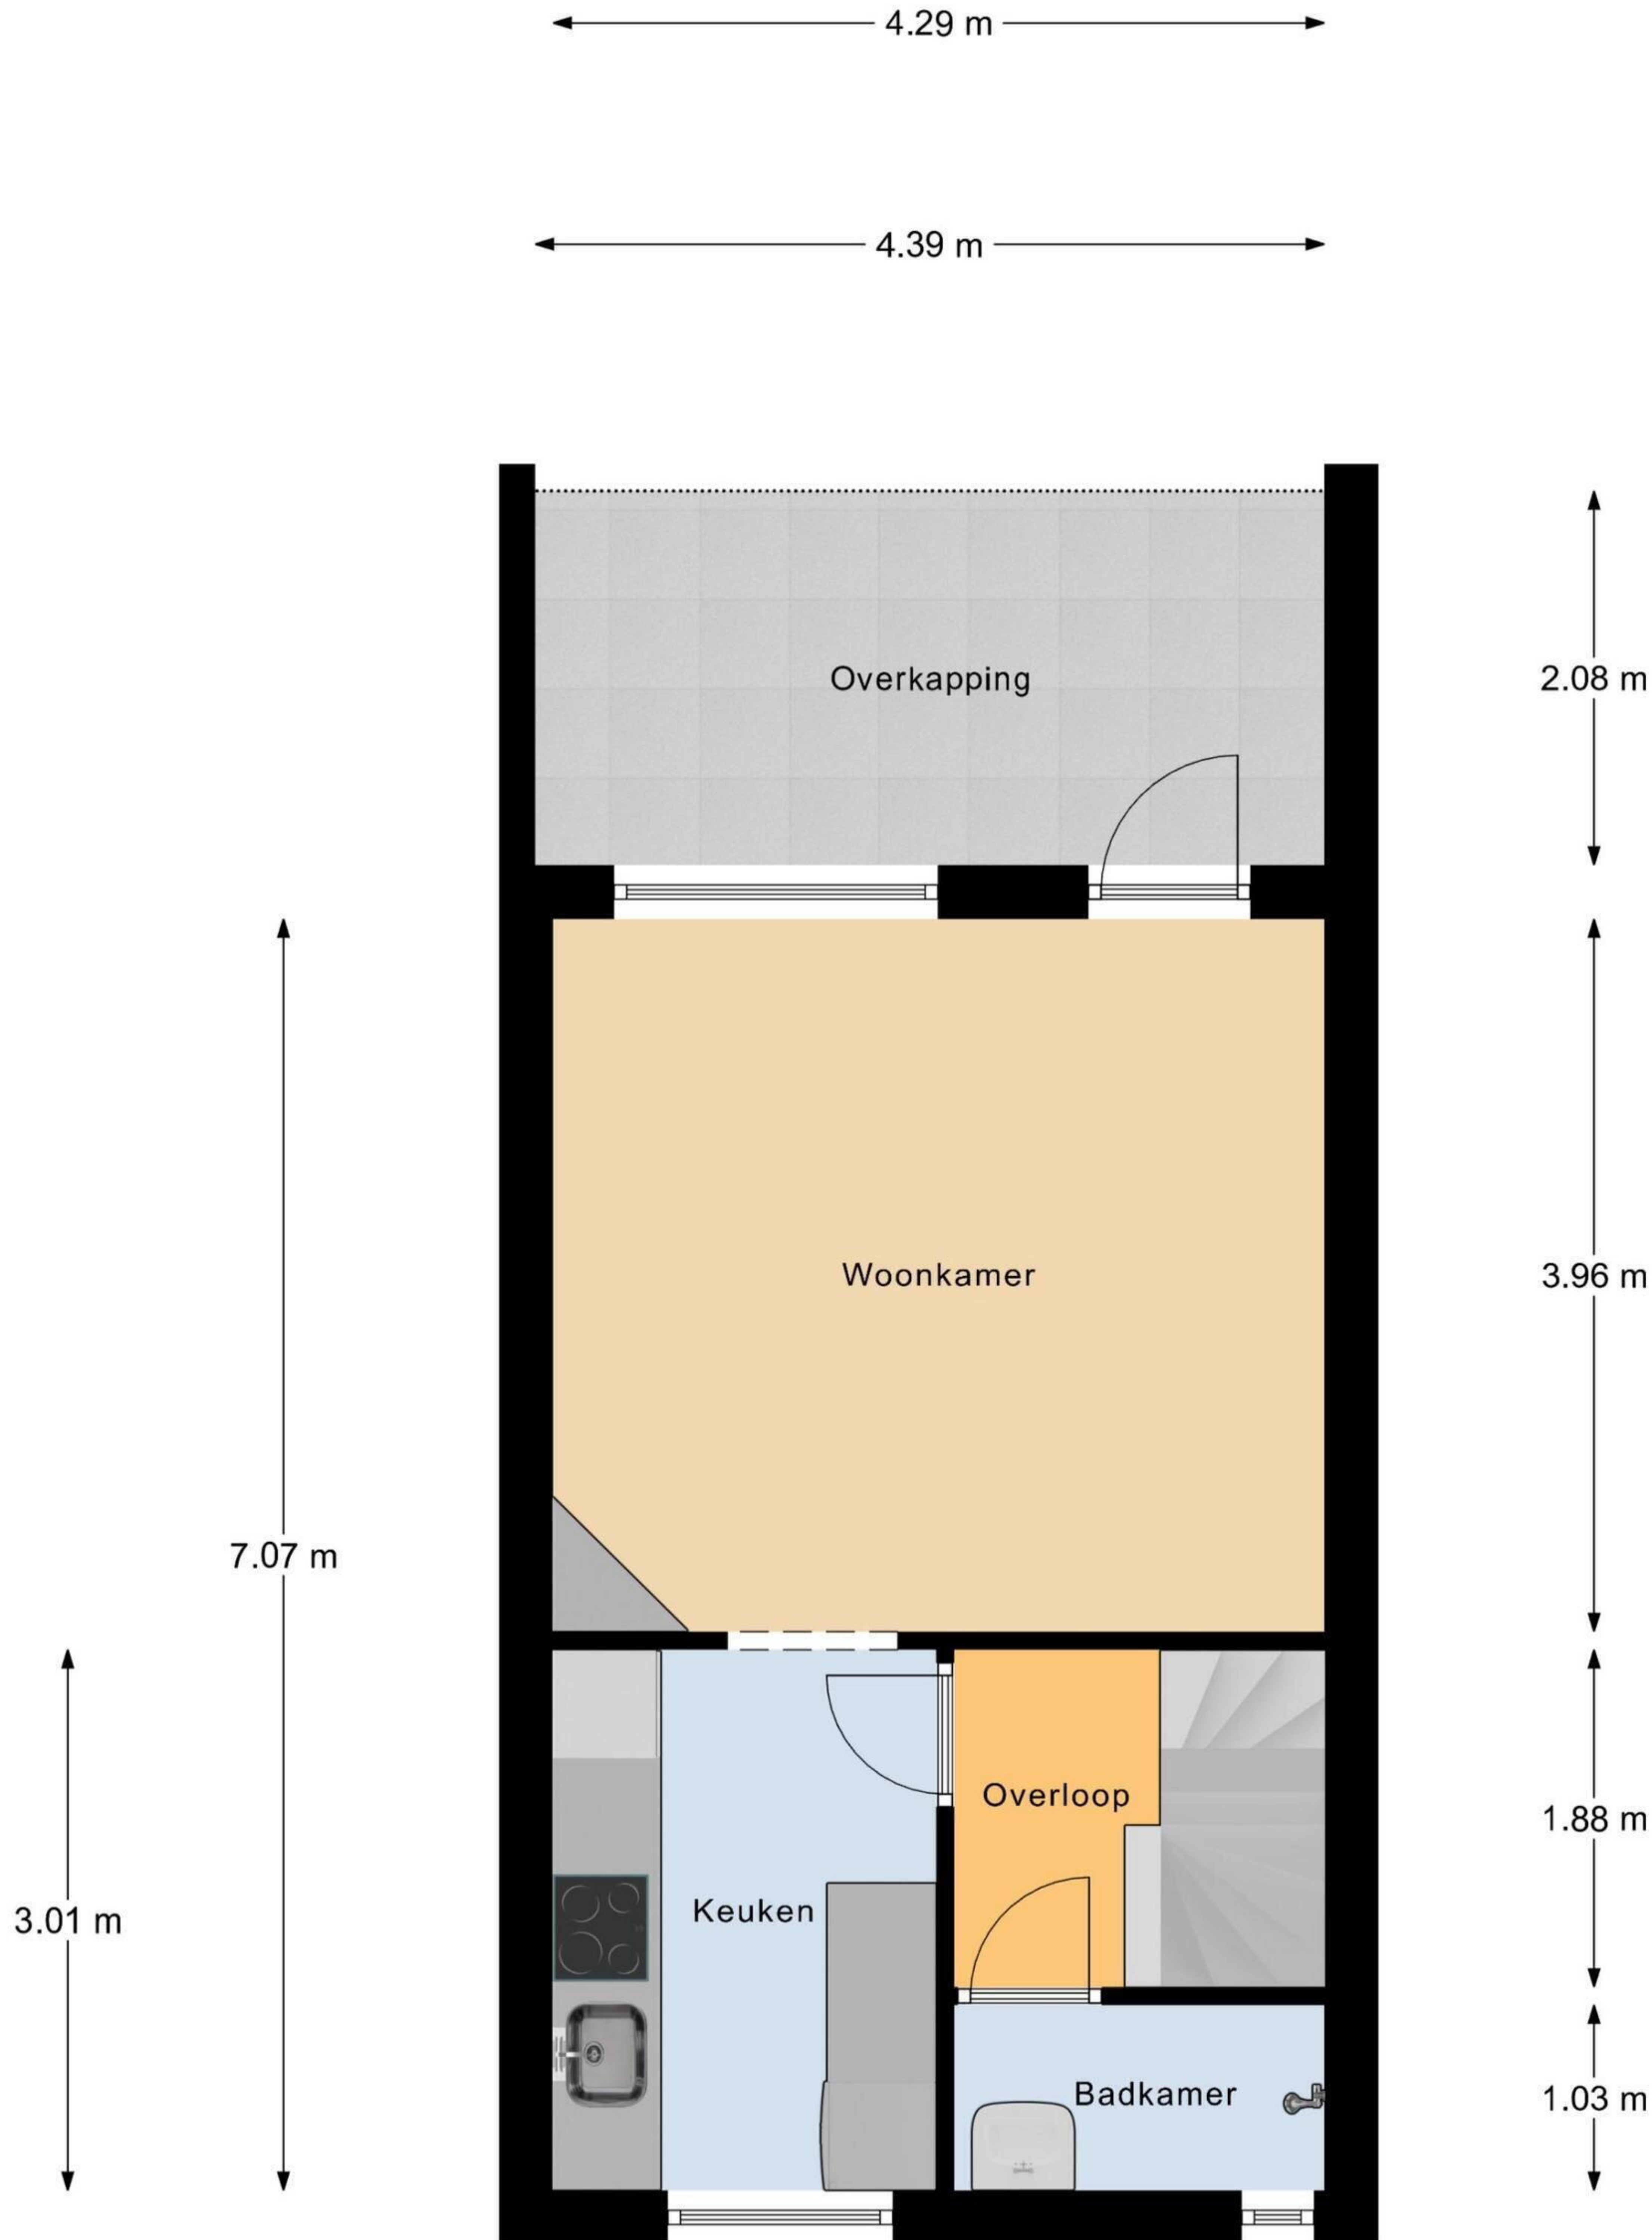 4.29 m
4.39 m
Overkapping
2.08 m
Woonkamer
3.96 m
7.07 m
Overloop
1.88 m
Keuken
3.01 m
Badkamer
1.03 m